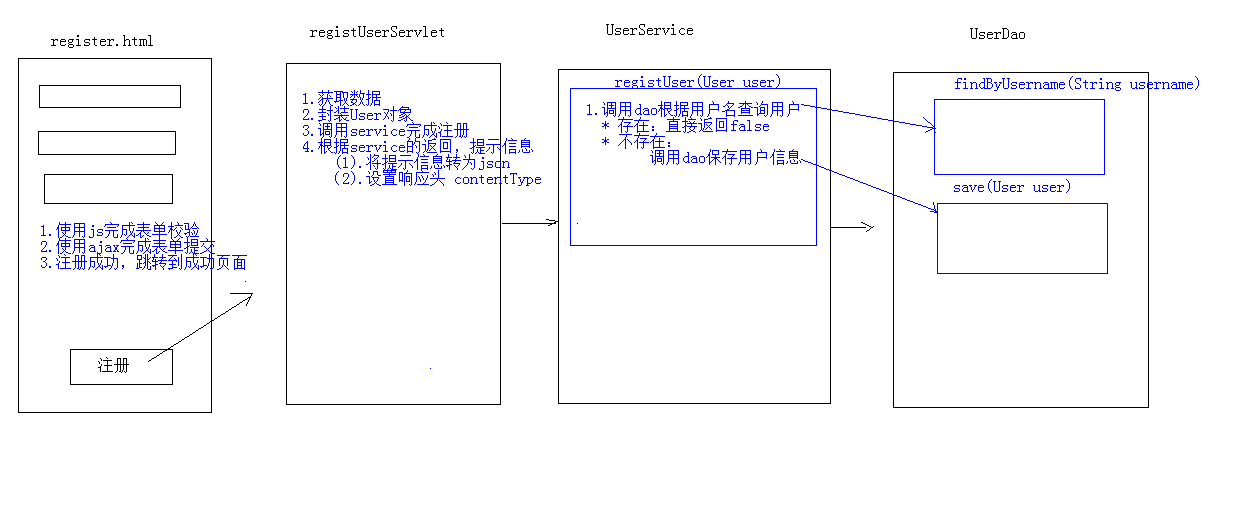 register.html
1.使用js完成表单校验
2.使用ajax完成表单提交
3.注册成功，跳转到成功页面
注册
registUserServlet
1.获取数据
2.封装User对象
3.调用service完成注册
4.根据service的返回，提示信息
(1).将提示信息转为json
(2).设置响应头 contentType
UserService
registUser(User user)
1.调用dao根据用户名查询用户
* 存在：直接返回false
* 不存在：
调用dao保存用户信息
UserDao
findByUsername(String username)
save(User user)